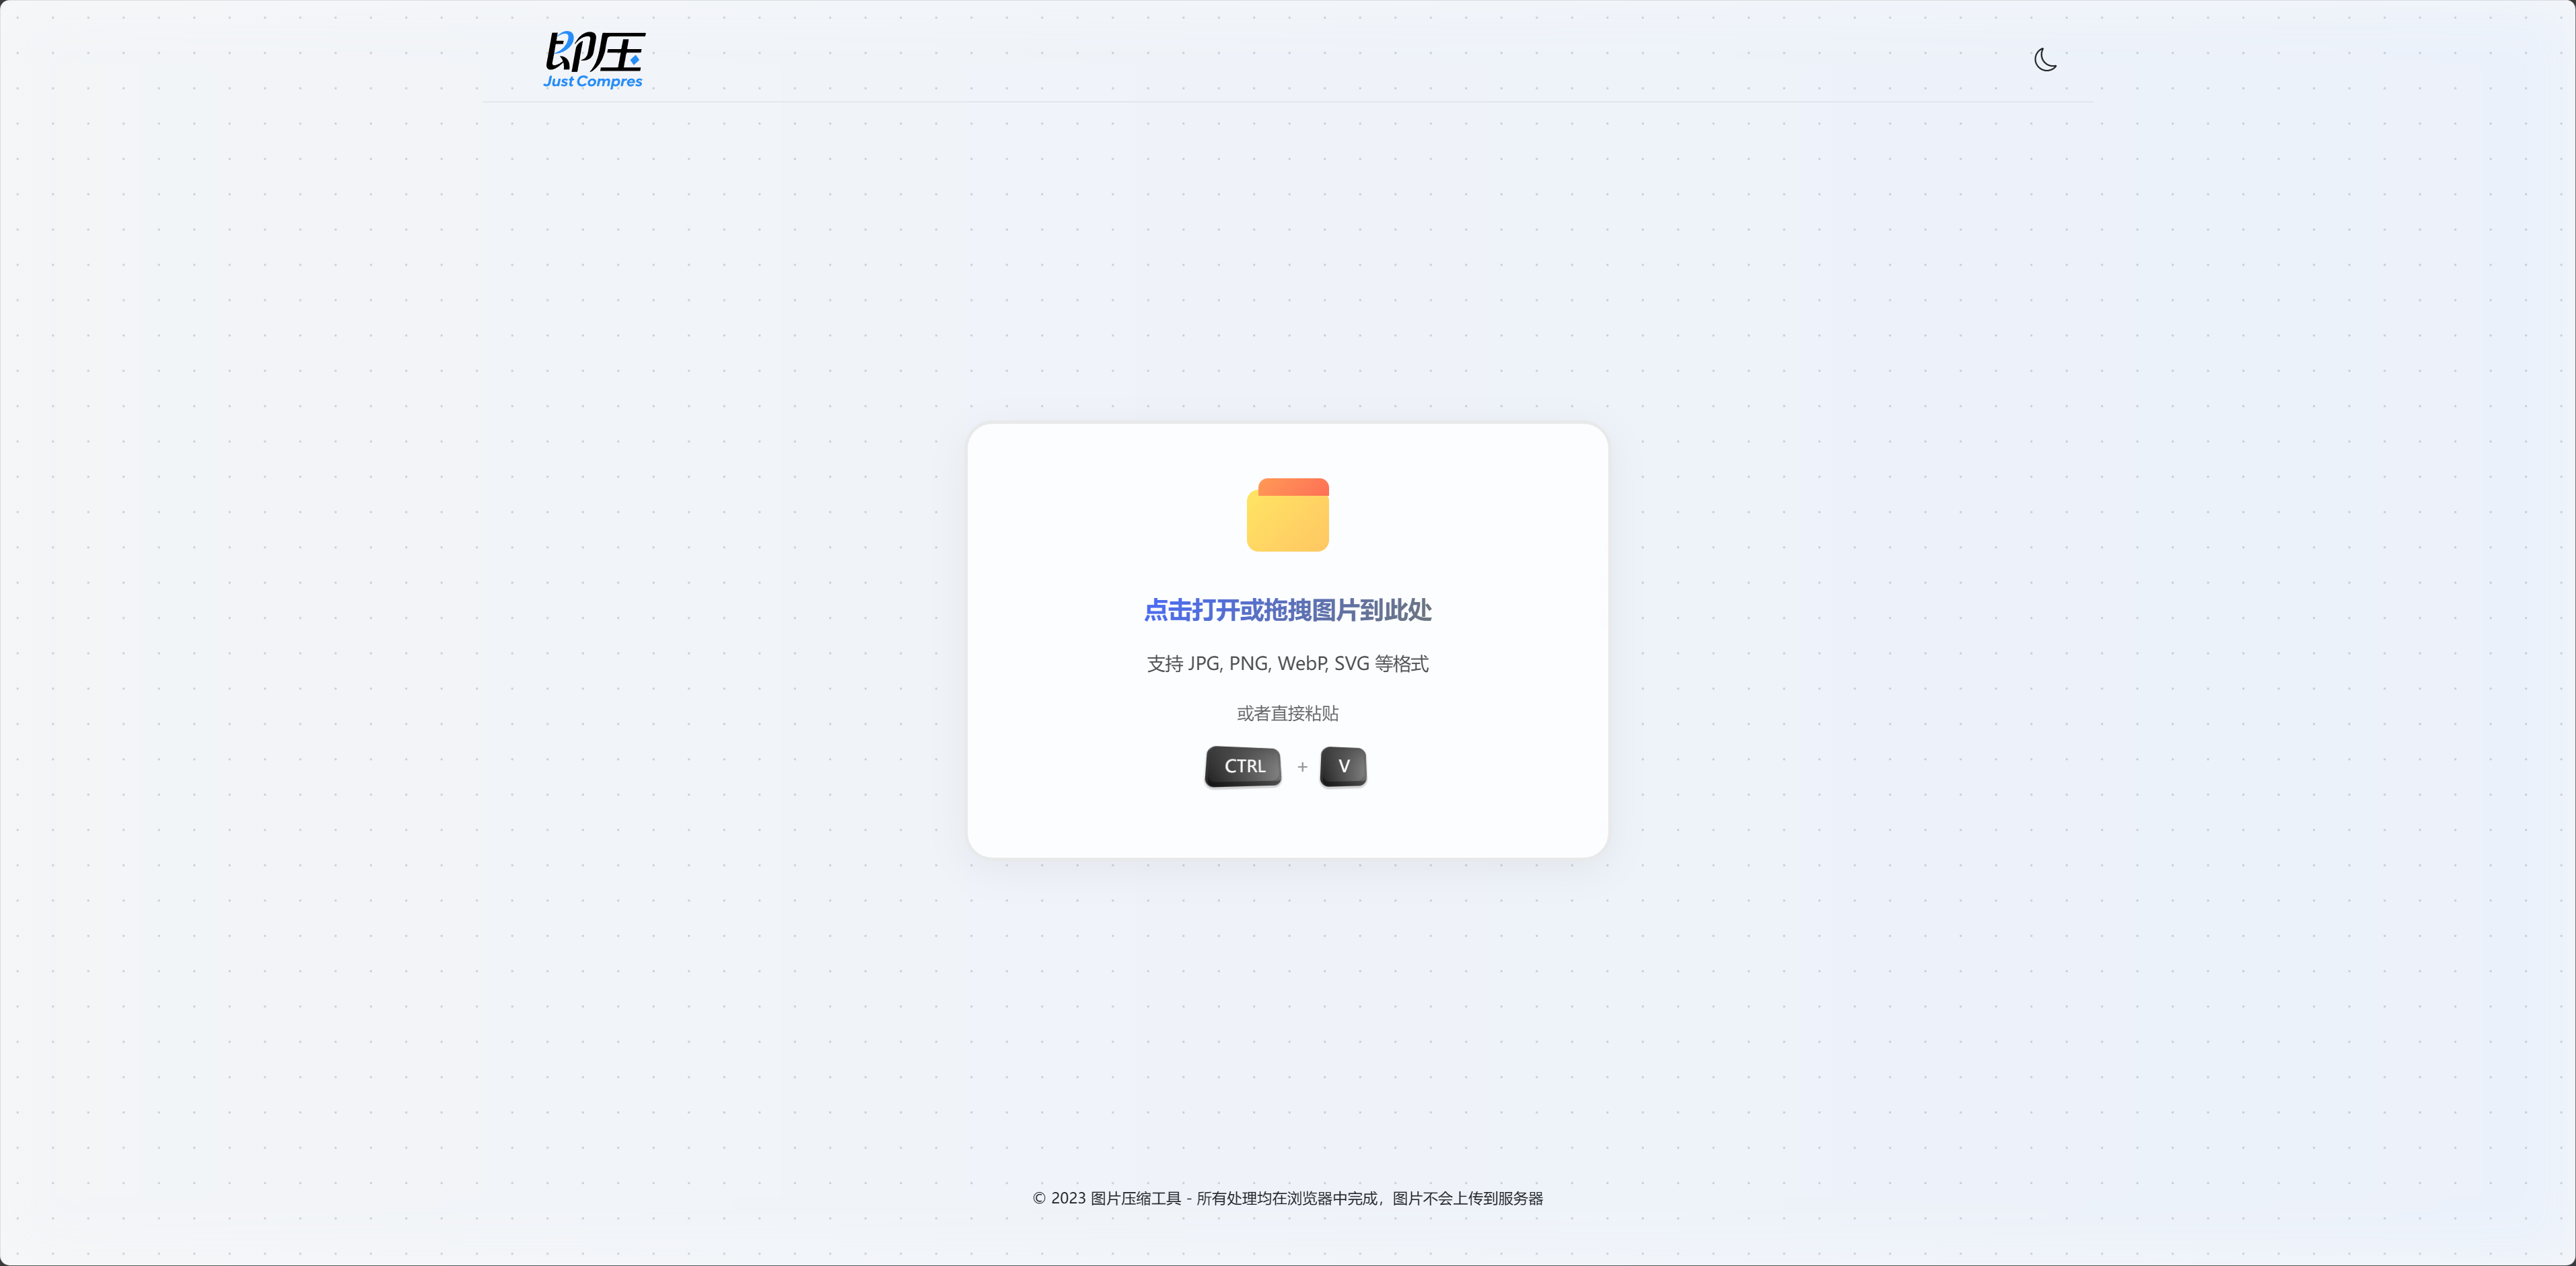 即压
Just Compres
点击打开或拖拽图片到此处
支持 JPG, PNG, WebP, SVG 等格式
或者直接粘贴
CTRL + V
© 2023 图片压缩工具 - 所有处理均在浏览器中完成，图片不会上传到服务器